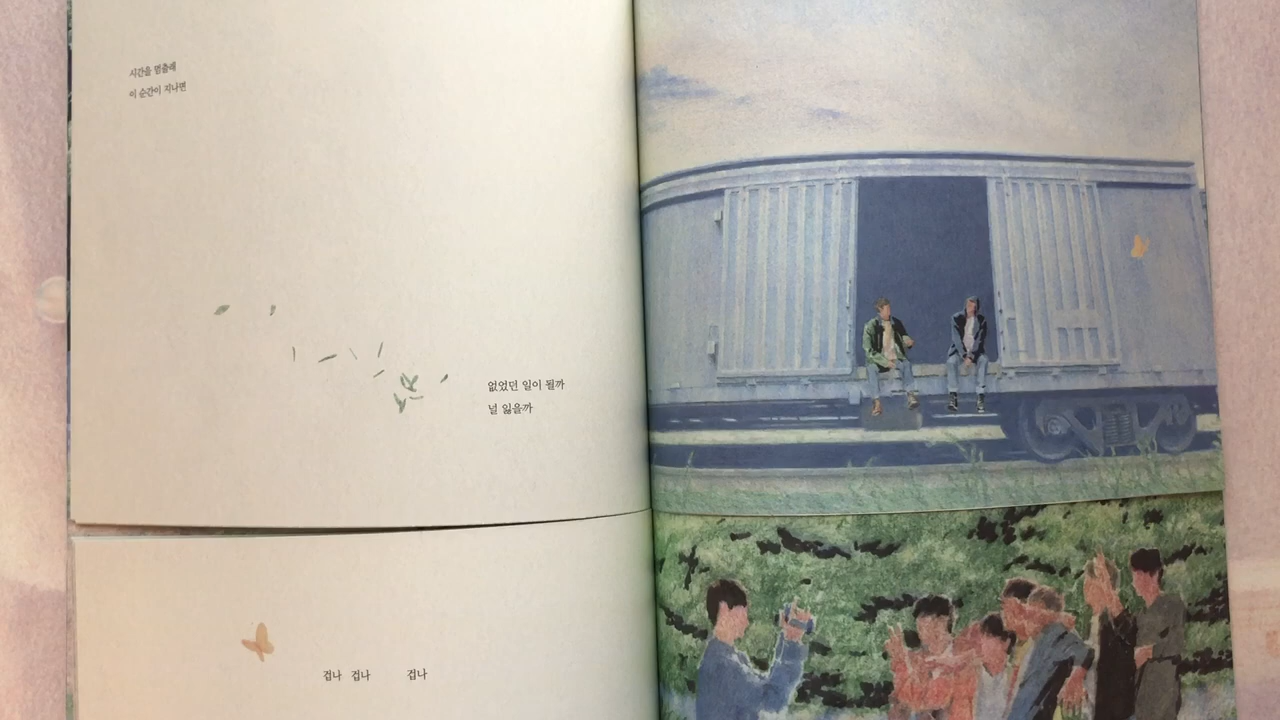 시간을 멈출래
이 순간이 지나면
없었던 일이 될까
널 잃을까
겁나 겁나 겁나